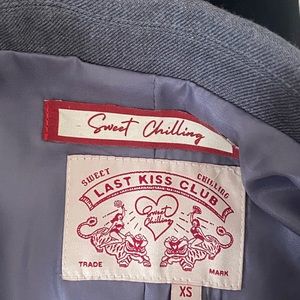 Sweet Chilling
SWEET CHILLING
LAST KISS CLUB
Sweet
Chilling
TRADE MARK
XS